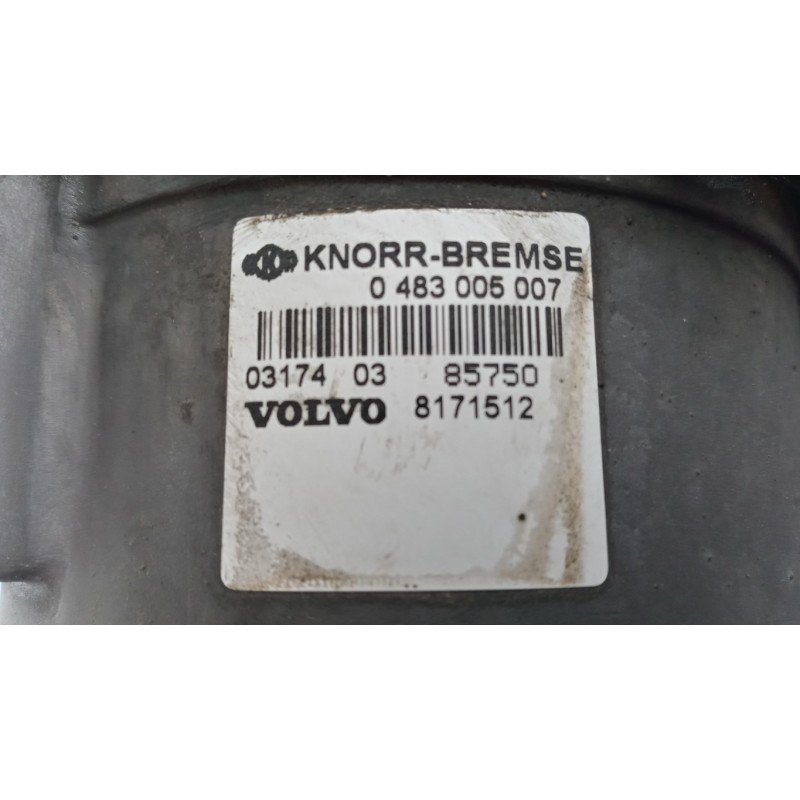 K KNORR-BREMSE
0 483 005 007
03174 03 85750
VOLVO 8171512